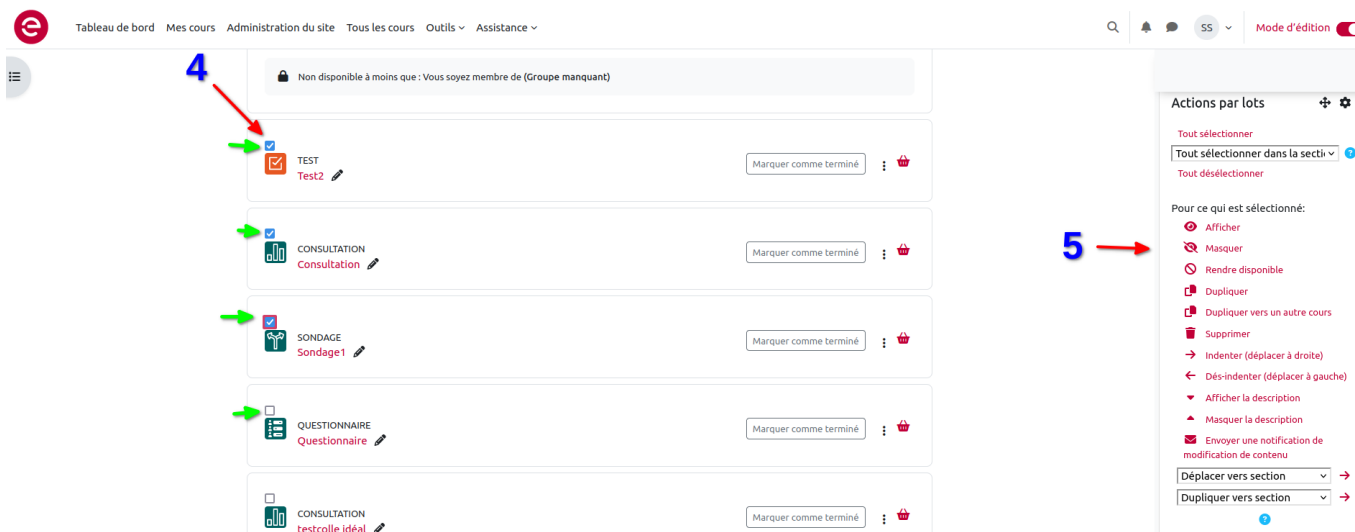 Tableau de bord Mes cours Administration du site Tous les cours Outils Assistance
SS
Mode d'édition
4
Non disponible à moins que : Vous soyez membre de (Groupe manquant)
TEST
Test2
Marquer comme terminé
CONSULTATION
Consultation
Marquer comme terminé
SONDAGE
Sondage1
Marquer comme terminé
QUESTIONNAIRE
Questionnaire
Marquer comme terminé
CONSULTATION
testcolle idéal
Marquer comme terminé
5
Actions par lots
Tout sélectionner
Tout sélectionner dans la secti
?
Tout désélectionner
Pour ce qui est sélectionné:
Afficher
Masquer
Rendre disponible
Dupliquer
Dupliquer vers un autre cours
Supprimer
Indenter (déplacer à droite)
Dés-indenter (déplacer à gauche)
Afficher la description
Masquer la description
Envoyer une notification de
modification de contenu
Déplacer vers section
Dupliquer vers section
?